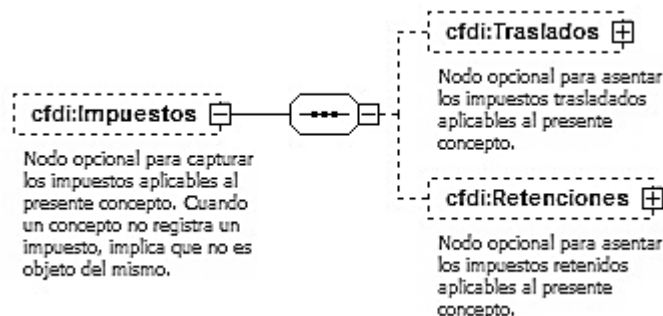 cfdi:Traslados
Nodo opcional para asentar
los impuestos trasladados
aplicables al presente
concepto.
cfdi:Impuestos
Nodo opcional para capturar
los impuestos aplicables al
presente concepto. Cuando
un concepto no registra un
impuesto, implica que no es
objeto del mismo.
cfdi:Retenciones
Nodo opcional para asentar
los impuestos retenidos
aplicables al presente
concepto.